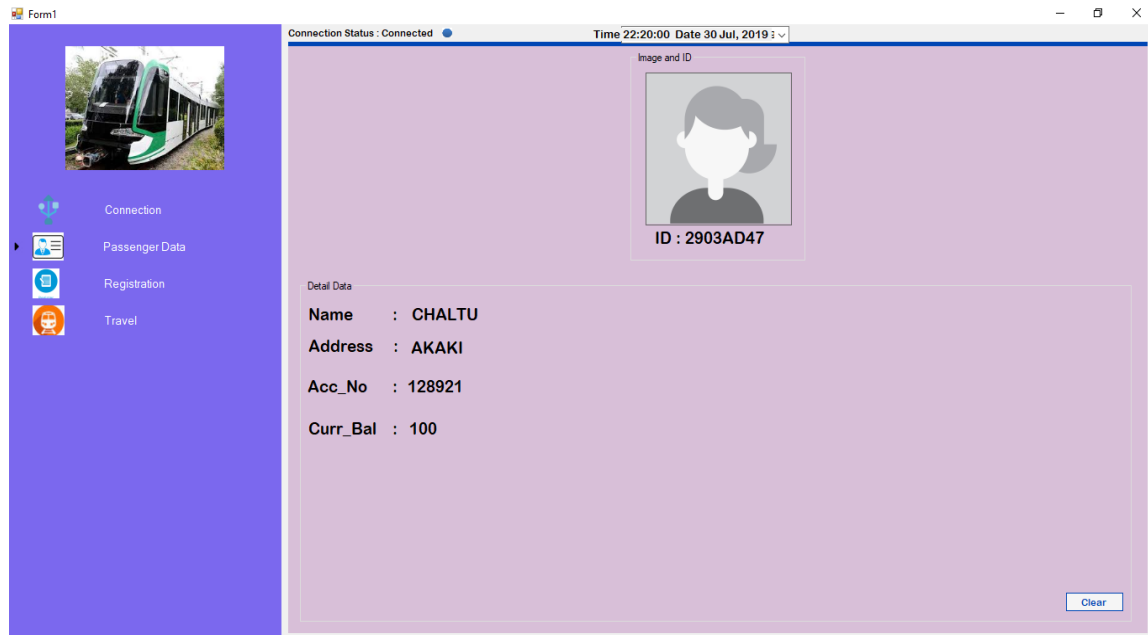 Form1
Connection Status : Connected
Time 22:20:00 Date 30 Jul, 2019
Connection
Passenger Data
Registration
Travel
Image and ID
ID : 2903AD47
Detail Data
Name : CHALTU
Address : AKAKI
Acc_No : 128921
Curr_Bal : 100
Clear